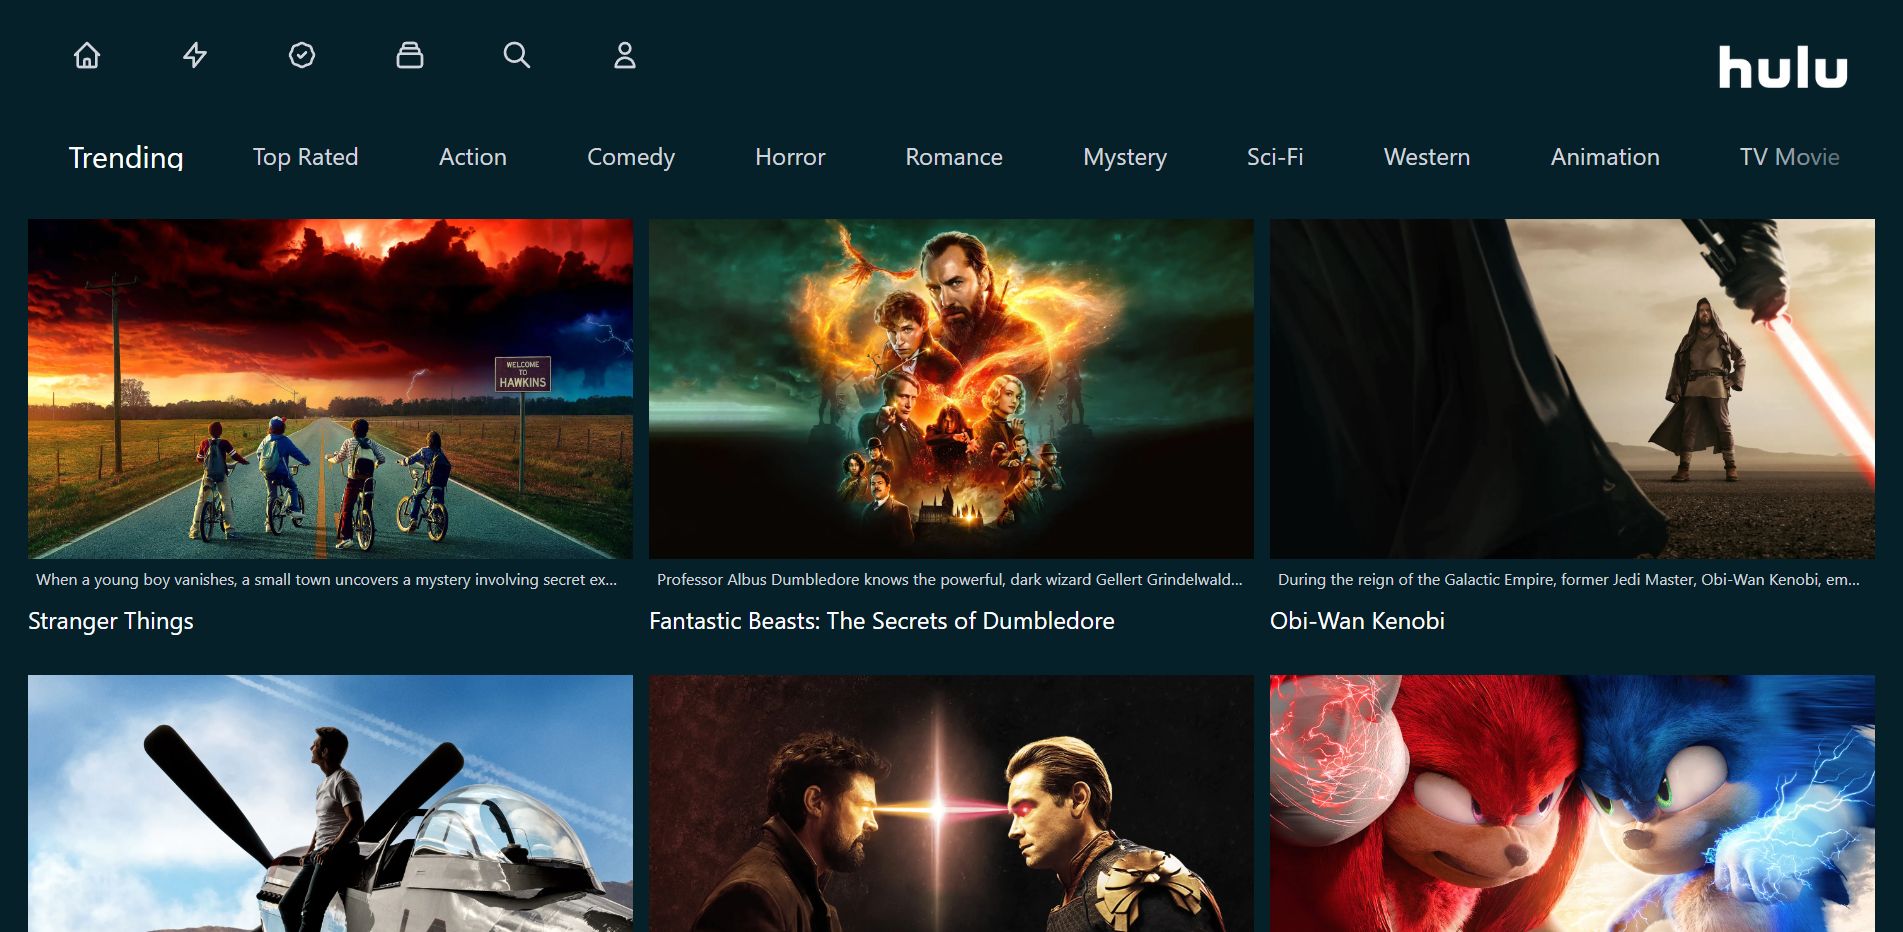 hulu
Trending Top Rated Action Comedy Horror Romance Mystery Sci-Fi Western Animation TV Movie
WELCOME
TO
HAWKINS
When a young boy vanishes, a small town uncovers a mystery involving secret ex...
Stranger Things
Professor Albus Dumbledore knows the powerful, dark wizard Gellert Grindelwald...
Fantastic Beasts: The Secrets of Dumbledore
During the reign of the Galactic Empire, former Jedi Master, Obi-Wan Kenobi, em...
Obi-Wan Kenobi